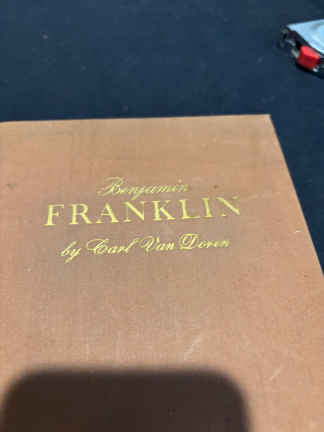 Benjamin
FRANKLIN
by Carl Van Doren